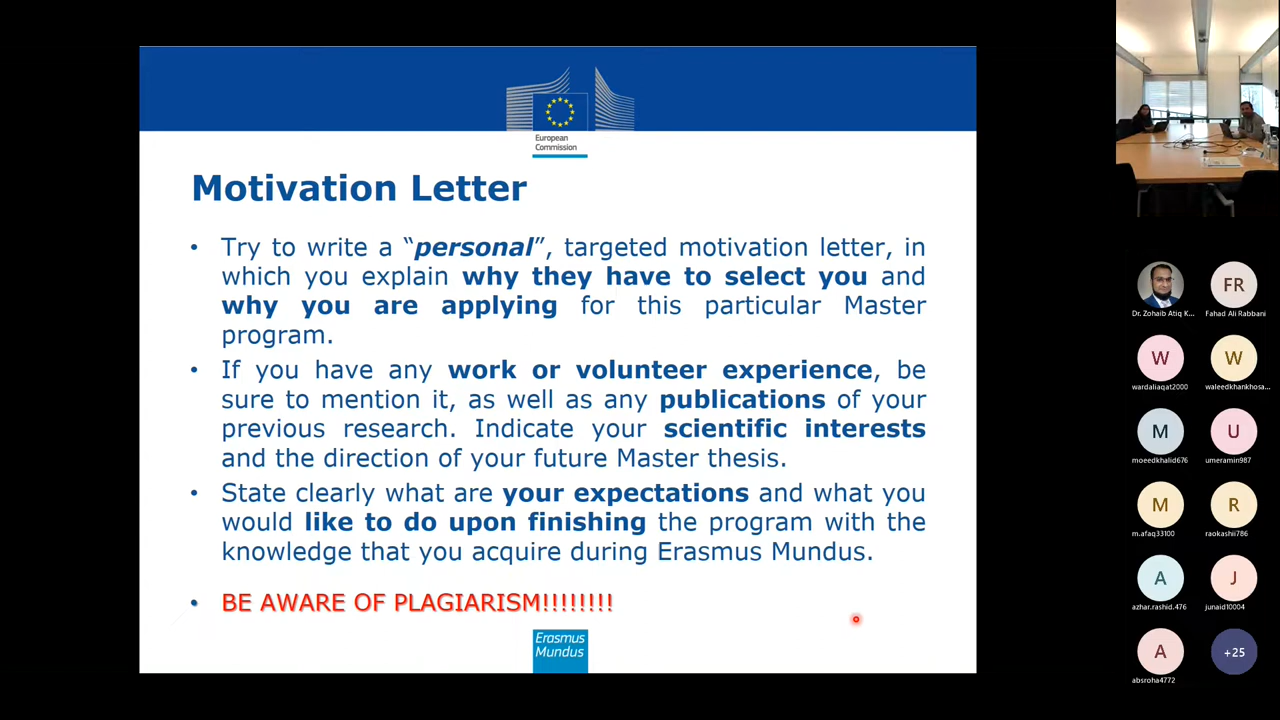 European
Commission
Motivation Letter
• Try to write a “personal”, targeted motivation letter, in
which you explain why they have to select you and
why you are applying for this particular Master
program.
• If you have any work or volunteer experience, be
sure to mention it, as well as any publications of your
previous research. Indicate your scientific interests
and the direction of your future Master thesis.
• State clearly what are your expectations and what you
would like to do upon finishing the program with the
knowledge that you acquire during Erasmus Mundus.
• BE AWARE OF PLAGIARISM!!!!!!!!
Erasmus
Mundus
FR
Dr. Zohaib Atiq K... Fahad Ali Rabbani
W W
wardaliaqat2000 waleedkhankhosa...
M U
moeedkhalid676 umeramin987
M R
m.afaq33100 raokashii786
A J
azhar.rashid.476 junaid10004
A +25
absroha4772